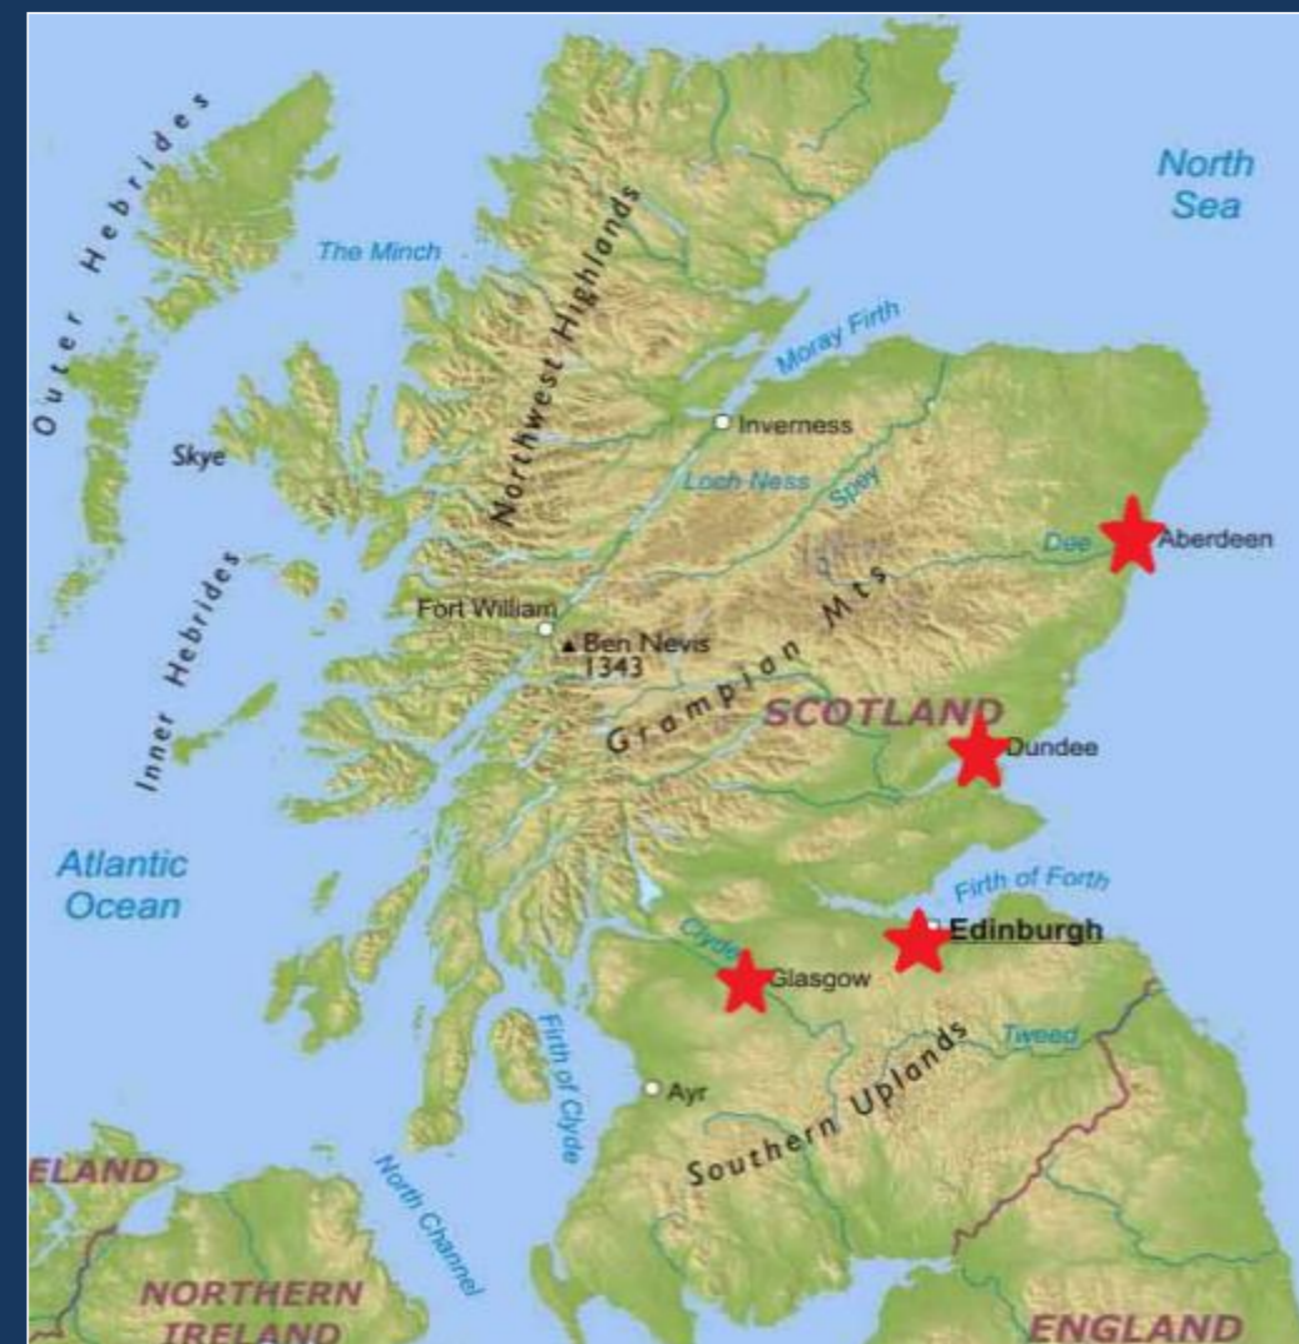 Outer Hebrides
North
Sea
The Minch
Northwest Highlands
Moray Firth
Inverness
Skye
Loch Ness
Spey
Dee
Aberdeen
Inner Hebrides
Fort William
Ben Nevis
1343
Grampian Mts
SCOTLAND
Dundee
Atlantic
Ocean
Firth of Forth
Edinburgh
Clyde
Glasgow
Firth of Clyde
Tweed
Southern Uplands
Ayr
ELAND
North Channel
NORTHERN
IRELAND
ENGLAND